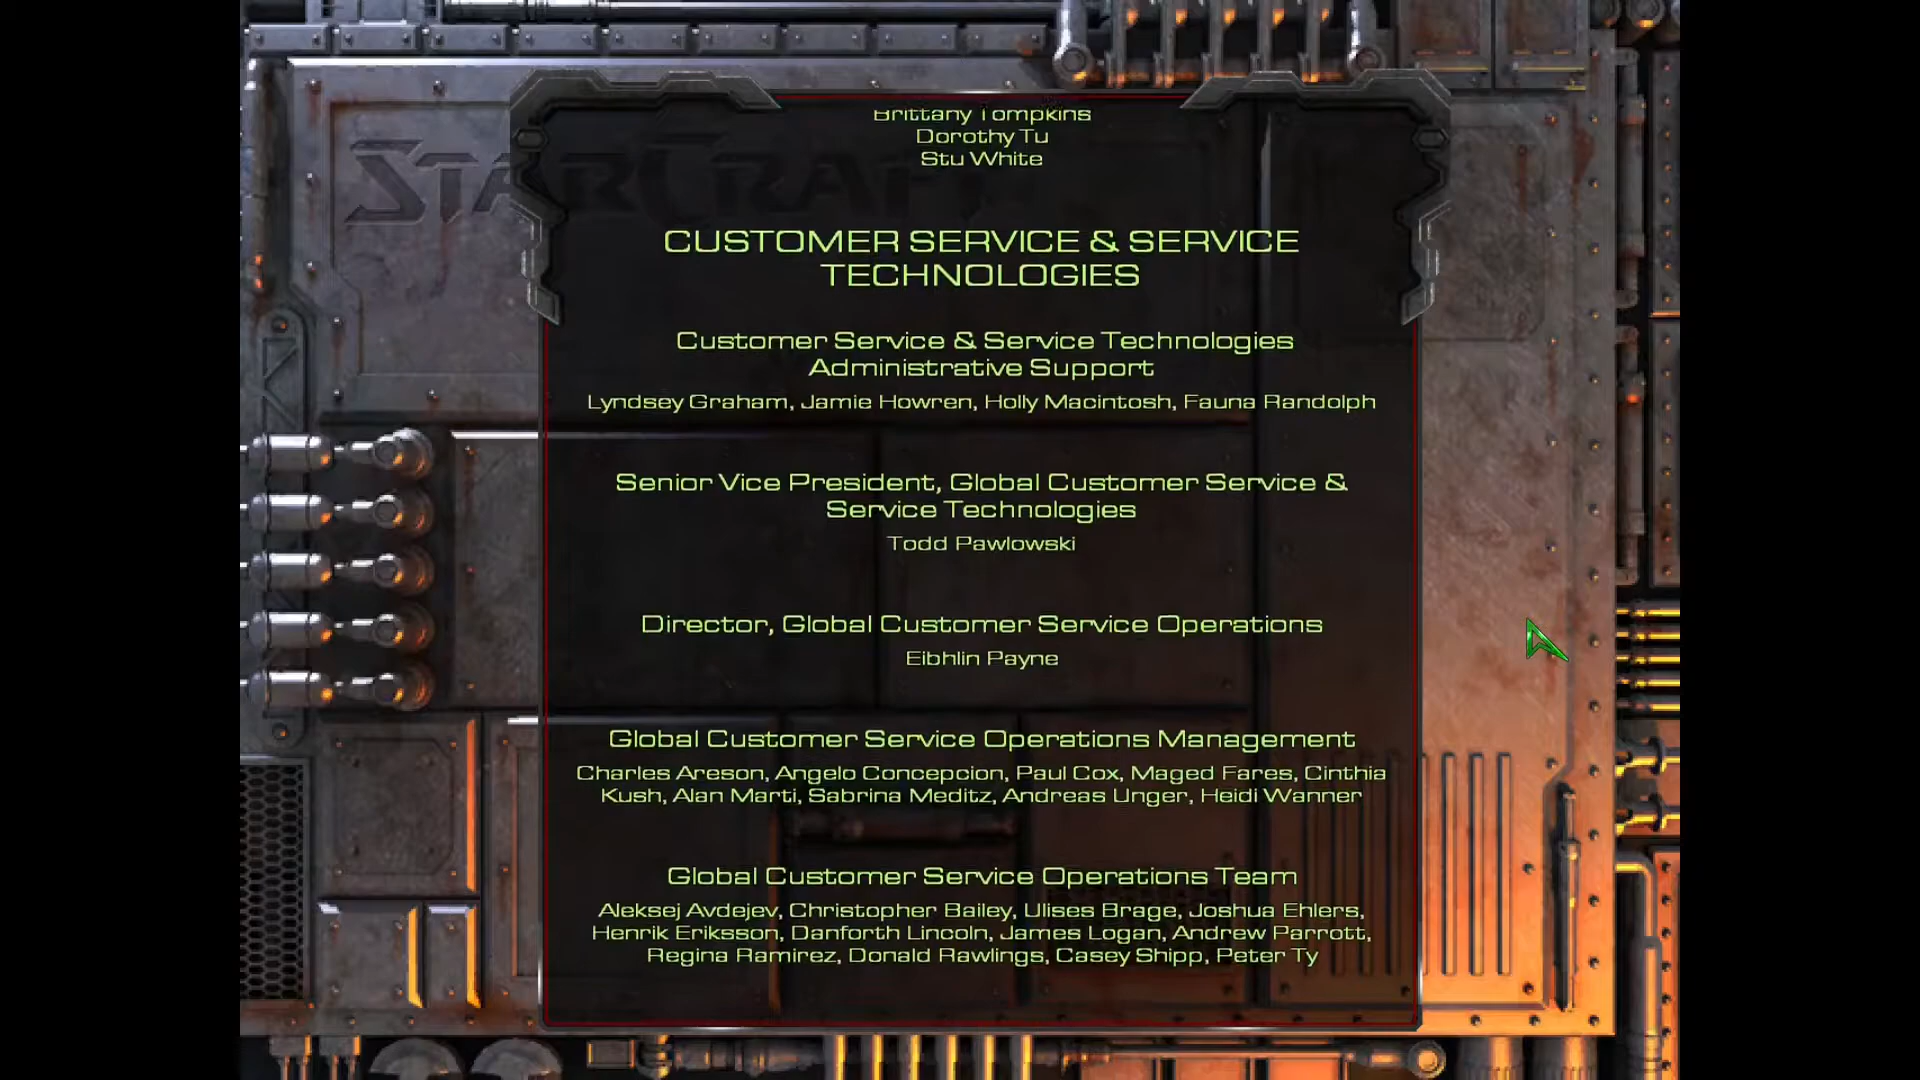 Brittany Tompkins
Dorothy Tu
Stu White
STARCRAFT
CUSTOMER SERVICE & SERVICE
TECHNOLOGIES
Customer Service & Service Technologies
Administrative Support
Lyndsey Graham, Jamie Howren, Holly Macintosh, Fauna Randolph
Senior Vice President, Global Customer Service &
Service Technologies
Todd Pawlowski
Director, Global Customer Service Operations
Eibhlin Payne
Global Customer Service Operations Management
Charles Areson, Angelo Concepcion, Paul Cox, Maged Fares, Cinthia
Kush, Alan Marti, Sabrina Meditz, Andreas Unger, Heidi Wanner
Global Customer Service Operations Team
Aleksej Avdejev, Christopher Bailey, Ulises Brage, Joshua Ehlers,
Henrik Eriksson, Danforth Lincoln, James Logan, Andrew Parrott,
Regina Ramirez, Donald Rawlings, Casey Shipp, Peter Ty